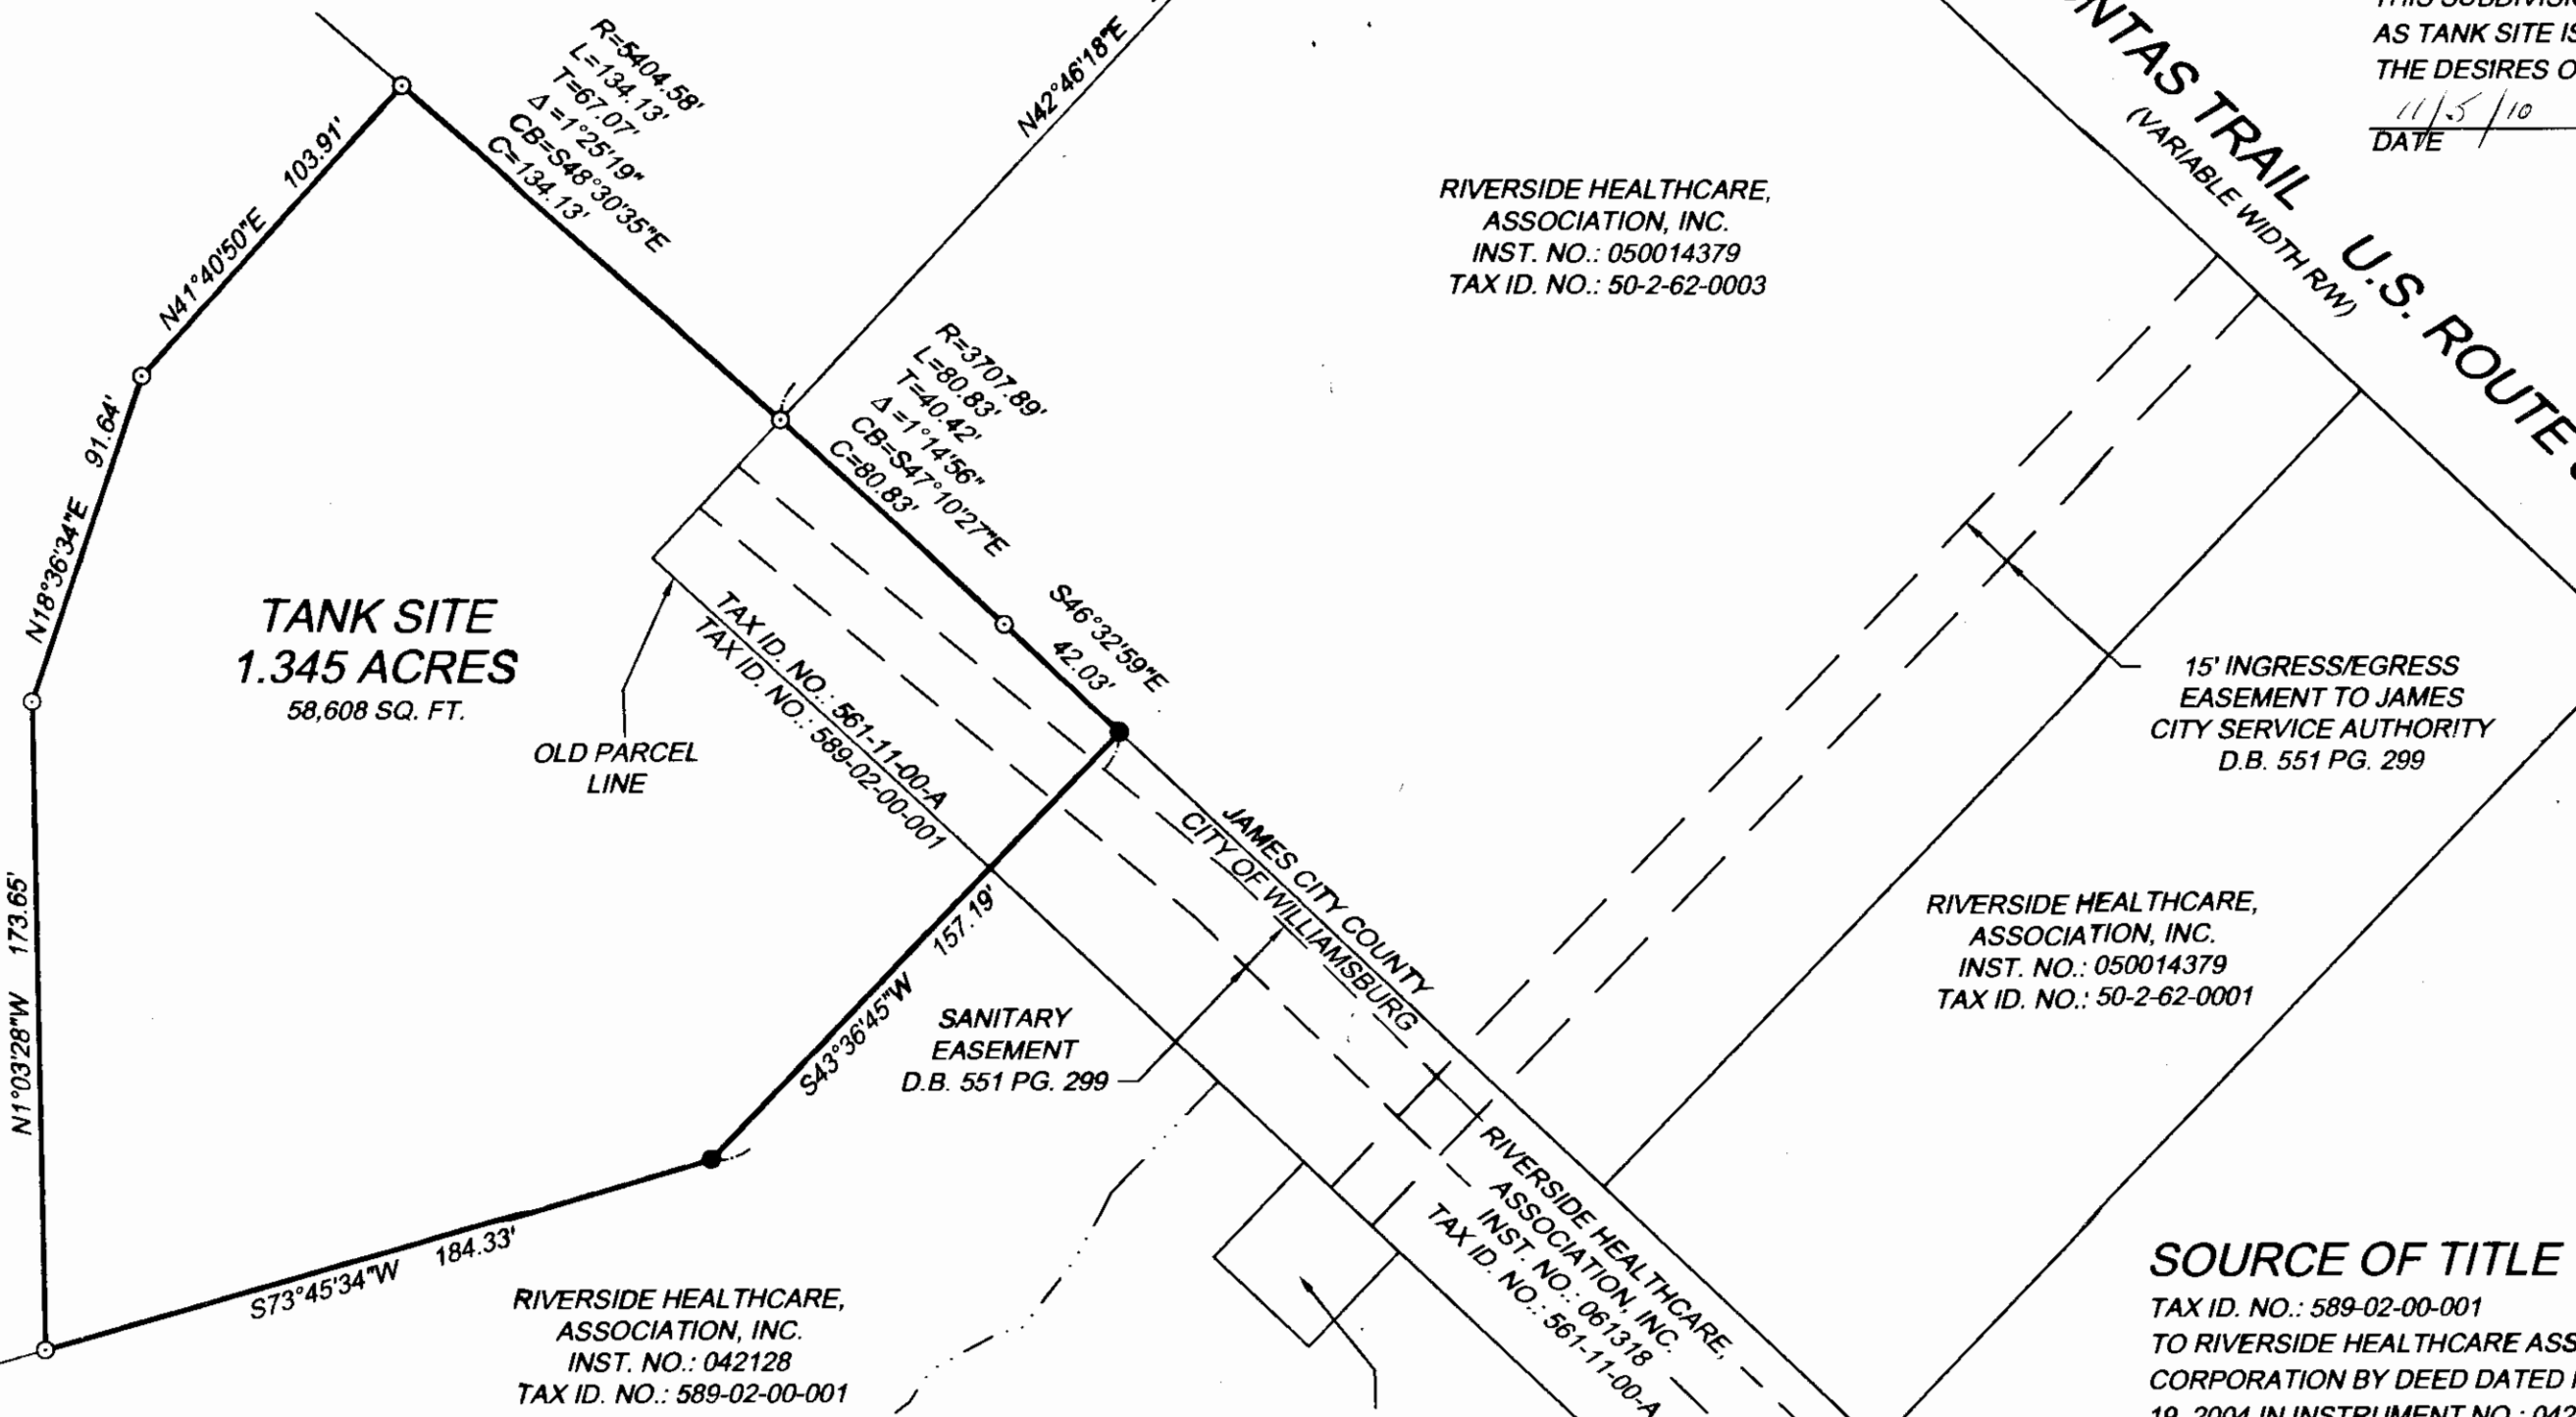 R=5404.58'
L=134.13'
T=67.07'
Δ=1°25'19"
CB=S48°30'35"E
C=134.13'
N41°40'50"E 103.91'
N18°36'34"E 91.64'
N1°03'28"W 173.65'
S73°45'34"W 184.33'
S43°36'45"W 157.19'
N42°46'18"E
R=3707.89'
L=80.83'
T=40.42'
Δ=1°14'56"
CB=S47°10'27"E
C=80.83'
S46°32'59"E
42.03'
TANK SITE
1.345 ACRES
58,608 SQ. FT.
OLD PARCEL
LINE
TAX ID. NO.: 561-11-00-A
TAX ID. NO.: 589-02-00-001
SANITARY
EASEMENT
D.B. 551 PG. 299
JAMES CITY COUNTY
CITY OF WILLIAMSBURG
RIVERSIDE HEALTHCARE,
ASSOCIATION, INC.
INST. NO.: 042128
TAX ID. NO.: 589-02-00-001
RIVERSIDE HEALTHCARE,
ASSOCIATION, INC.
INST. NO.: 061318
TAX ID. NO.: 561-11-00-A
RIVERSIDE HEALTHCARE,
ASSOCIATION, INC.
INST. NO.: 050014379
TAX ID. NO.: 50-2-62-0003
NTAS TRAIL U.S. ROUTE
(VARIABLE WIDTH R/W)
15' INGRESS/EGRESS
EASEMENT TO JAMES
CITY SERVICE AUTHORITY
D.B. 551 PG. 299
RIVERSIDE HEALTHCARE,
ASSOCIATION, INC.
INST. NO.: 050014379
TAX ID. NO.: 50-2-62-0001
THIS SUBDIVIS
AS TANK SITE IS
THE DESIRES O
11/5/10
DATE
SOURCE OF TITLE
TAX ID. NO.: 589-02-00-001
TO RIVERSIDE HEALTHCARE ASS
CORPORATION BY DEED DATED
19, 2004 IN INSTRUMENT NO.: 042